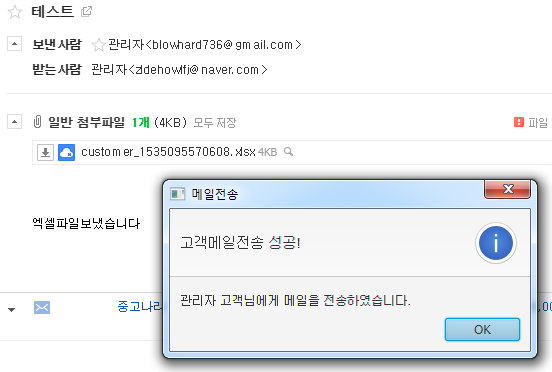 테스트
보낸사람 관리자<blowhard736@gmail.com>
받는사람 관리자<zldehowlfj@naver.com>
일반 첨부파일 1개 (4KB) 모두 저장
파일
customer_1535095570608.xlsx 4KB
엑셀파일보냈습니다
메일전송
고객메일전송 성공!
관리자 고객님에게 메일을 전송하였습니다.
중고나라
OK